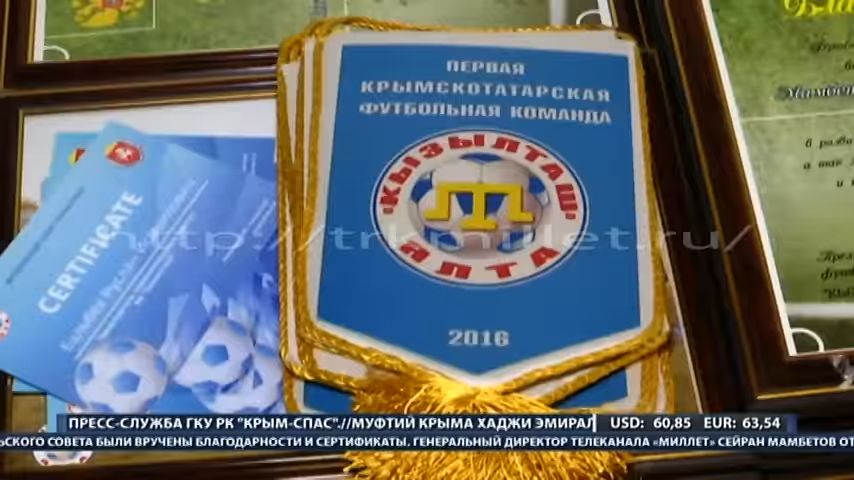 ПЕРВАЯ
КРЫМСКОТАТАРСКАЯ
ФУТБОЛЬНАЯ КОМАНДА
КЫЗЫЛТАШ
ЯЛТА
2016
CERTIFICATE
http://trkmillet.ru/
ПРЕСС-СЛУЖБА ГКУ РК "КРЫМ-СПАС".//МУФТИЙ КРЫМА ХАДЖИ ЭМИРАЛ
USD: 60,85 EUR: 63,54
ЬСКОГО СОВЕТА БЫЛИ ВРУЧЕНЫ БЛАГОДАРНОСТИ И СЕРТИФИКАТЫ. ГЕНЕРАЛЬНЫЙ ДИРЕКТОР ТЕЛЕКАНАЛА «МИЛЛЕТ» СЕЙРАН МАМБЕТОВ ОТ